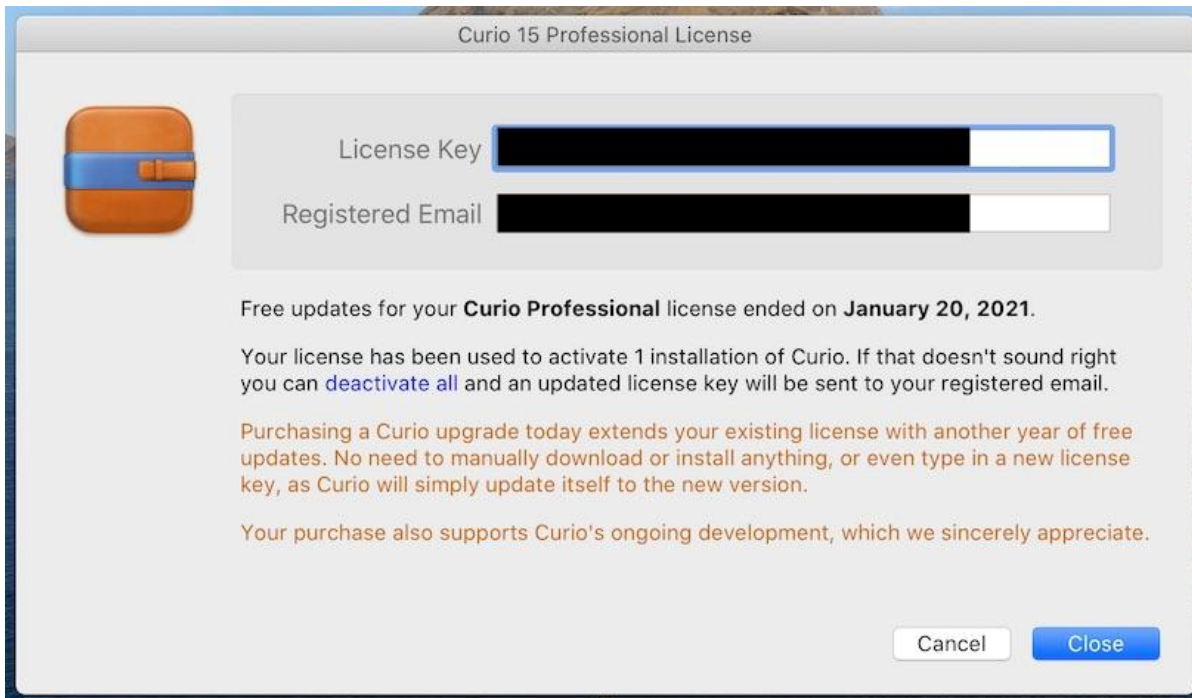 Curio 15 Professional License
License Key
Registered Email
Free updates for your Curio Professional license ended on January 20, 2021.
Your license has been used to activate 1 installation of Curio. If that doesn't sound right
you can deactivate all and an updated license key will be sent to your registered email.
Purchasing a Curio upgrade today extends your existing license with another year of free
updates. No need to manually download or install anything, or even type in a new license
key, as Curio will simply update itself to the new version.
Your purchase also supports Curio's ongoing development, which we sincerely appreciate.
Cancel
Close